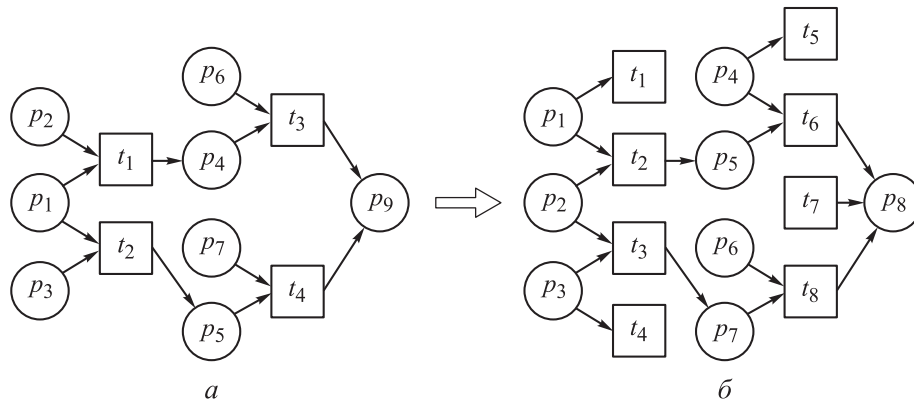 p6 t3
p2
t1 p4
p1 p9
t2 p7
p3 t4
p5
а
t5
p4
t1
p1 t6
t2 p5
p2 t7 p8
t3 p6
p3 t8
t4 p7
б